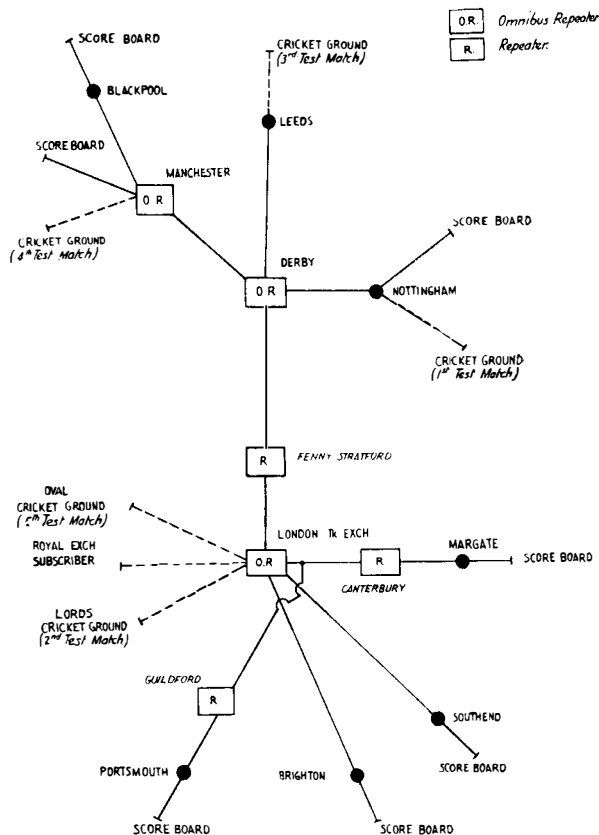 O.R. Omnibus Repeater
R. Repeater.
SCORE BOARD
BLACKPOOL
CRICKET GROUND
(3rd Test Match)
LEEDS
SCORE BOARD
MANCHESTER
O R
CRICKET GROUND
(4th Test Match)
SCORE BOARD
DERBY
O R
NOTTINGHAM
CRICKET GROUND
(1st Test Match)
R
FENNY STRATFORD
OVAL
CRICKET GROUND
(5th Test Match)
LONDON Tk EXCH
ROYAL EXCH
SUBSCRIBER
O.R
R
MARGATE
SCORE BOARD
CANTERBURY
LORDS
CRICKET GROUND
(2nd Test Match)
GUILDFORD
R
SOUTHEND
SCORE BOARD
PORTSMOUTH
BRIGHTON
SCORE BOARD
SCORE BOARD